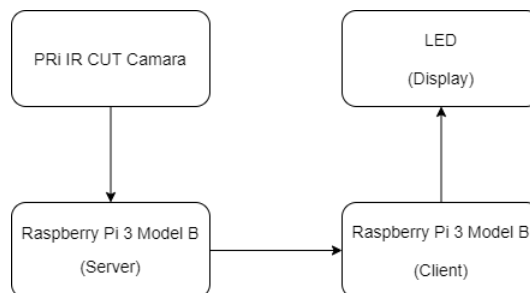 PRi IR CUT Camara
LED
(Display)
Raspberry Pi 3 Model B
(Server)
Raspberry Pi 3 Model B
(Client)